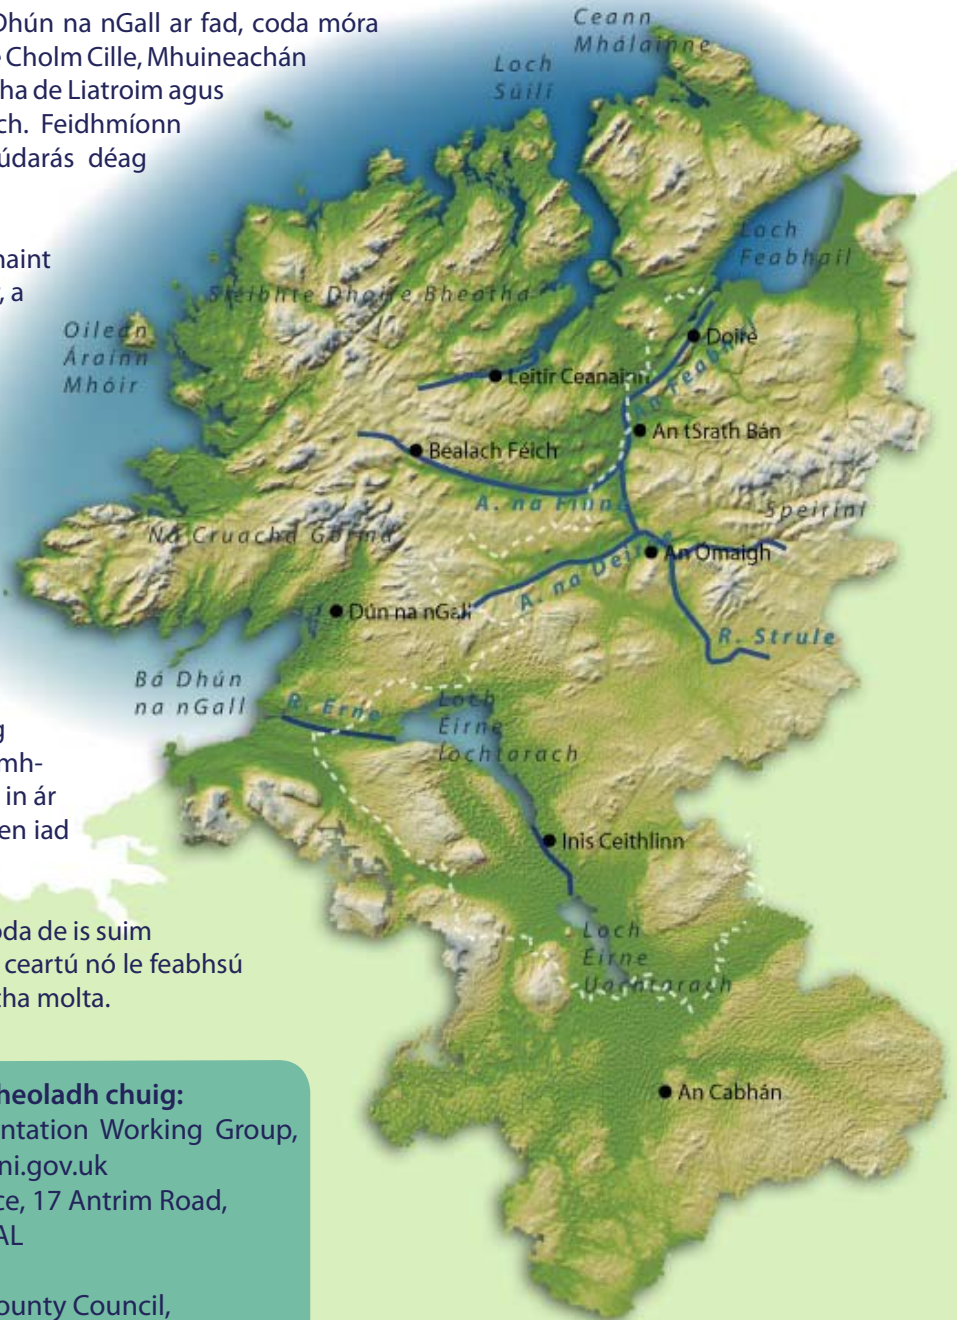 Dhún na nGall ar fad, coda móra
Cholm Cille, Mhuineachán
ha de Liatroim agus
ch. Feidhmíonn
údarás déag
naint
, a
Ceann
Mhálainne
Loch
Súilí
Loch
Feabhail
Sléibhte Dhoire Bheatha
Oileán
Árainn
Mhóir
Doire
Leitir Ceanainn
An Feabhail
An tSrath Bán
Bealach Féich
A. na Finne
Speiríní
Na Cruacha Gorma
An Ómaigh
A. na Deirge
Dún na nGall
R. Strule
Bá Dhún
na nGall
R. Erne
Loch
Éirne
Íochtarach
g
mh-
in ár
en iad
Inis Ceithlinn
oda de is suim
ceartú nó le feabhsú
tha molta.
Loch
Éirne
Uachtarach
An Cabhán
heoladh chuig:
ntation Working Group,
ni.gov.uk
ce, 17 Antrim Road,
AL
ounty Council,